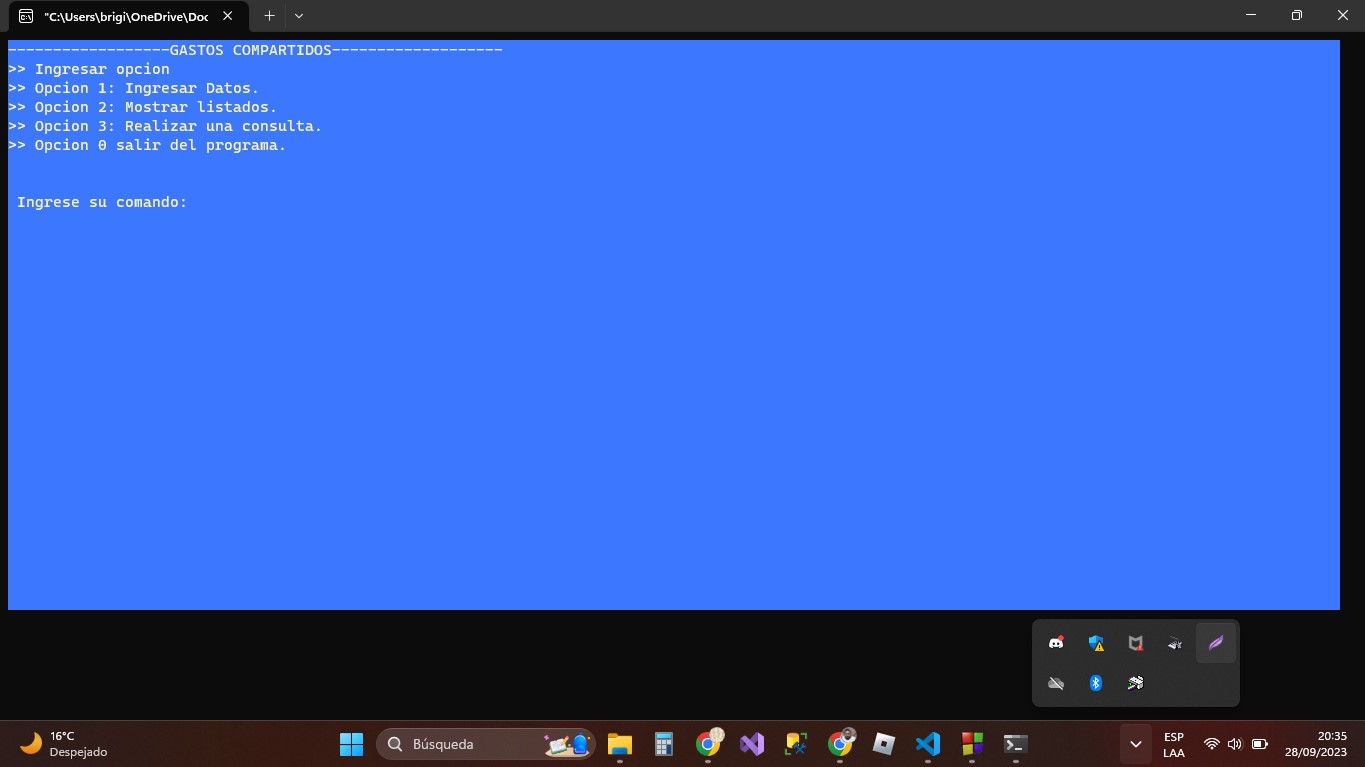 "C:\Users\brigi\OneDrive\Doc
------------------GASTOS COMPARTIDOS-------------------
>> Ingresar opcion
>> Opcion 1: Ingresar Datos.
>> Opcion 2: Mostrar listados.
>> Opcion 3: Realizar una consulta.
>> Opcion 0 salir del programa.
Ingrese su comando:
16°C
Despejado
Búsqueda
ESP
LAA
20:35
28/09/2023